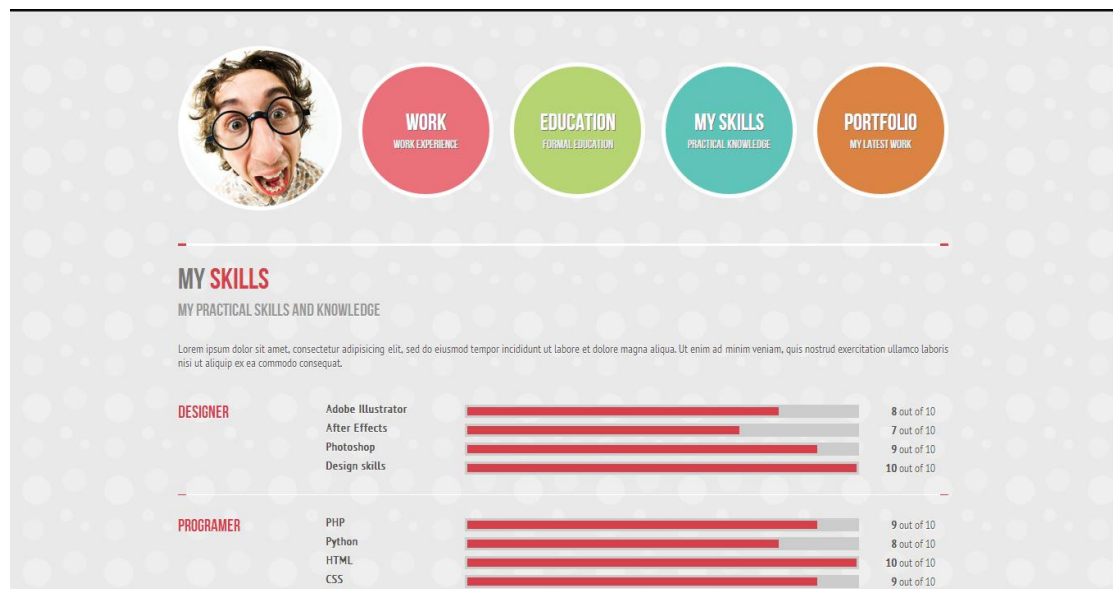 WORK
WORK EXPERIENCE
EDUCATION
FORMAL EDUCATION
MY SKILLS
PRACTICAL KNOWLEDGE
PORTFOLIO
MY LATEST WORK
MY SKILLS
MY PRACTICAL SKILLS AND KNOWLEDGE
Lorem ipsum dolor sit amet, consectetur adipisicing elit, sed do eiusmod tempor incididunt ut labore et dolore magna aliqua. Ut enim ad minim veniam, quis nostrud exercitation ullamco laboris
nisi ut aliquip ex ea commodo consequat.
DESIGNER
Adobe Illustrator 8 out of 10
After Effects 7 out of 10
Photoshop 9 out of 10
Design skills 10 out of 10
PROGRAMER
PHP 9 out of 10
Python 8 out of 10
HTML 10 out of 10
CSS 9 out of 10